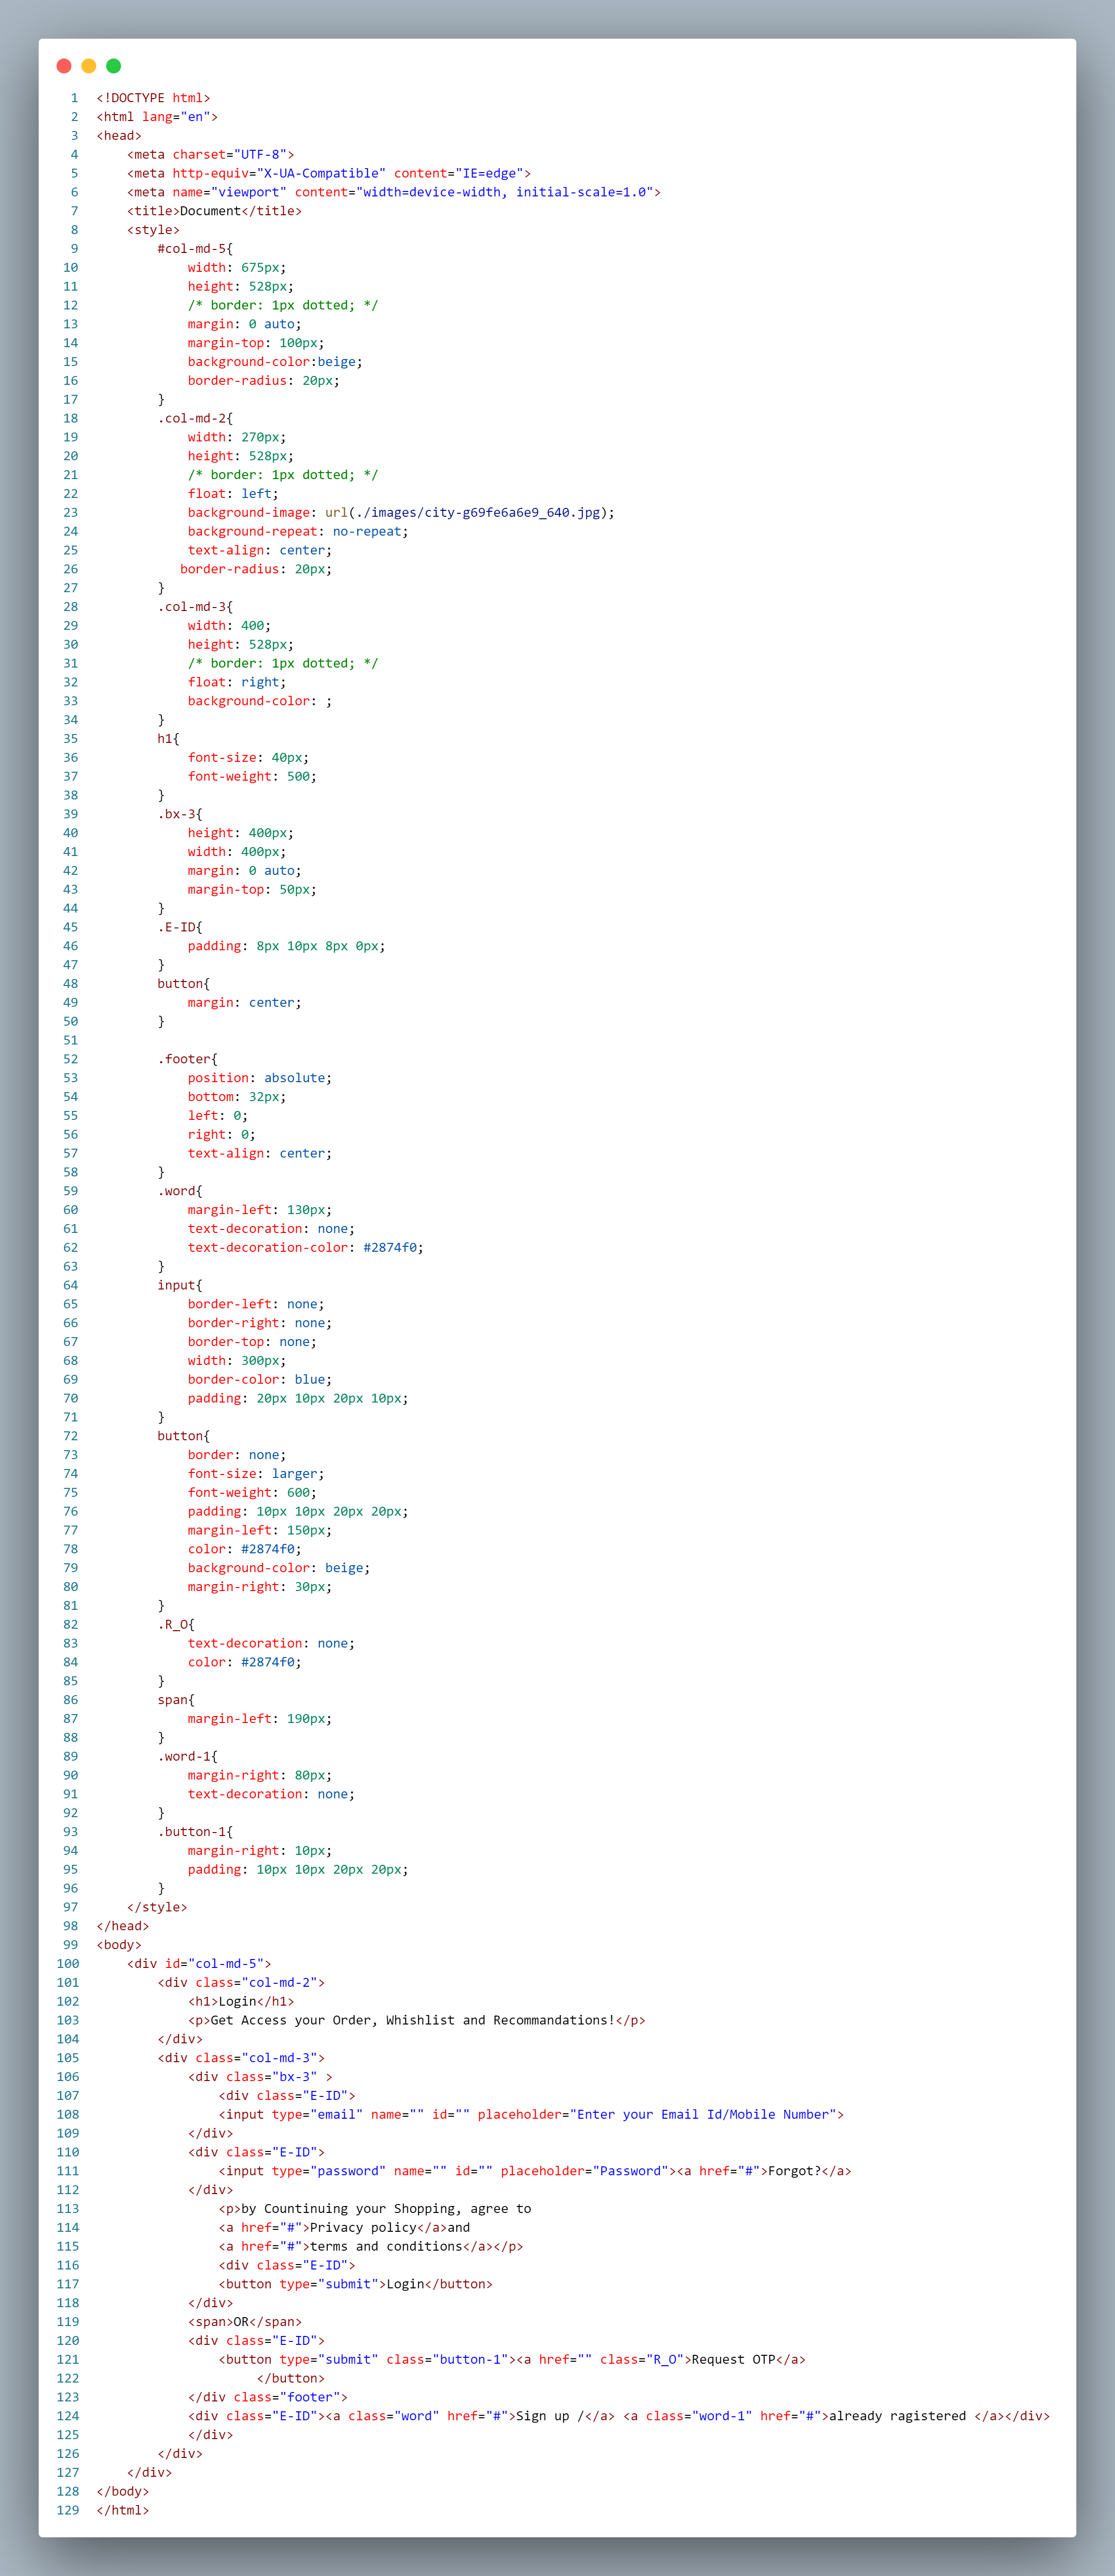 1 <!DOCTYPE html>
2 <html lang="en">
3 <head>
4     <meta charset="UTF-8">
5     <meta http-equiv="X-UA-Compatible" content="IE=edge">
6     <meta name="viewport" content="width=device-width, initial-scale=1.0">
7     <title>Document</title>
8     <style>
9         #col-md-5{
10             width: 675px;
11             height: 528px;
12             /* border: 1px dotted; */
13             margin: 0 auto;
14             margin-top: 100px;
15             background-color:beige;
16             border-radius: 20px;
17         }
18         .col-md-2{
19             width: 270px;
20             height: 528px;
21             /* border: 1px dotted; */
22             float: left;
23             background-image: url(./images/city-g69fe6a6e9_640.jpg);
24             background-repeat: no-repeat;
25             text-align: center;
26            border-radius: 20px;
27         }
28         .col-md-3{
29             width: 400;
30             height: 528px;
31             /* border: 1px dotted; */
32             float: right;
33             background-color: ;
34         }
35         h1{
36             font-size: 40px;
37             font-weight: 500;
38         }
39         .bx-3{
40             height: 400px;
41             width: 400px;
42             margin: 0 auto;
43             margin-top: 50px;
44         }
45         .E-ID{
46             padding: 8px 10px 8px 0px;
47         }
48         button{
49             margin: center;
50         }
51
52         .footer{
53             position: absolute;
54             bottom: 32px;
55             left: 0;
56             right: 0;
57             text-align: center;
58         }
59         .word{
60             margin-left: 130px;
61             text-decoration: none;
62             text-decoration-color: #2874f0;
63         }
64         input{
65             border-left: none;
66             border-right: none;
67             border-top: none;
68             width: 300px;
69             border-color: blue;
70             padding: 20px 10px 20px 10px;
71         }
72         button{
73             border: none;
74             font-size: larger;
75             font-weight: 600;
76             padding: 10px 10px 20px 20px;
77             margin-left: 150px;
78             color: #2874f0;
79             background-color: beige;
80             margin-right: 30px;
81         }
82         .R_O{
83             text-decoration: none;
84             color: #2874f0;
85         }
86         span{
87             margin-left: 190px;
88         }
89         .word-1{
90             margin-right: 80px;
91             text-decoration: none;
92         }
93         .button-1{
94             margin-right: 10px;
95             padding: 10px 10px 20px 20px;
96         }
97     </style>
98 </head>
99 <body>
100     <div id="col-md-5">
101         <div class="col-md-2">
102             <h1>Login</h1>
103             <p>Get Access your Order, Whishlist and Recommandations!</p>
104         </div>
105         <div class="col-md-3">
106             <div class="bx-3" >
107                 <div class="E-ID">
108                 <input type="email" name="" id="" placeholder="Enter your Email Id/Mobile Number">
109             </div>
110             <div class="E-ID">
111                 <input type="password" name="" id="" placeholder="Password"><a href="#">Forgot?</a>
112             </div>
113                 <p>by Countinuing your Shopping, agree to
114                 <a href="#">Privacy policy</a>and
115                 <a href="#">terms and conditions</a></p>
116                 <div class="E-ID">
117                 <button type="submit">Login</button>
118             </div>
119             <span>OR</span>
120             <div class="E-ID">
121                 <button type="submit" class="button-1"><a href="" class="R_O">Request OTP</a>
122                      </button>
123             </div class="footer">
124             <div class="E-ID"><a class="word" href="#">Sign up /</a> <a class="word-1" href="#">already ragistered </a></div>
125             </div>
126         </div>
127     </div>
128 </body>
129 </html>